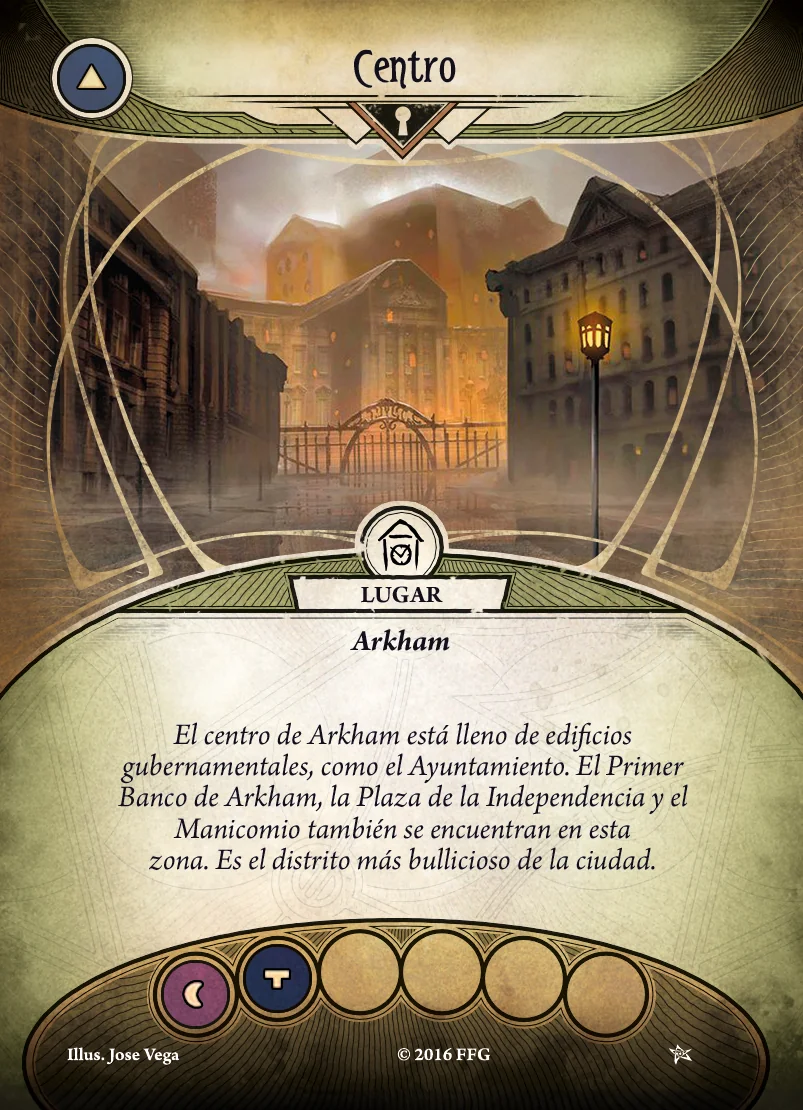 Centro
LUGAR
Arkham
El centro de Arkham está lleno de edificios
gubernamentales, como el Ayuntamiento. El Primer
Banco de Arkham, la Plaza de la Independencia y el
Manicomio también se encuentran en esta
zona. Es el distrito más bullicioso de la ciudad.
Illus. Jose Vega © 2016 FFG